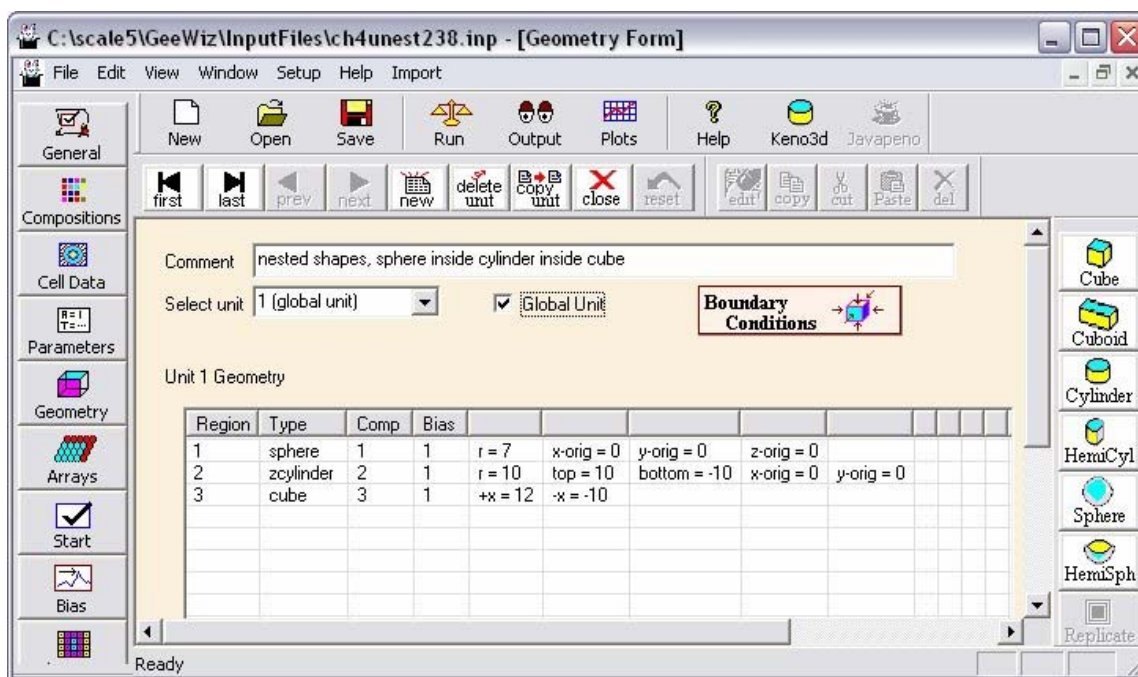 C:\scale5\GeeWiz\InputFiles\ch4unest238.inp - [Geometry Form]
File Edit View Window Setup Help Import
General
New Open Save Run Output Plots Help Keno3d Javapeno
Compositions
first last prev next new delete unit copy unit close reset edit copy cut Paste del
Cell Data
Comment nested shapes, sphere inside cylinder inside cube
Select unit 1 (global unit) Global Unit Boundary Conditions
Parameters
Unit 1 Geometry
Geometry
Region Type Comp Bias
1 sphere 1 1 r = 7 x-orig = 0 y-orig = 0 z-orig = 0
2 zcylinder 2 1 r = 10 top = 10 bottom = -10 x-orig = 0 y-orig = 0
3 cube 3 1 +x = 12 -x = -10
Arrays
Start
Bias
Cube
Cuboid
Cylinder
HemiCyl
Sphere
HemiSph
Replicate
Ready